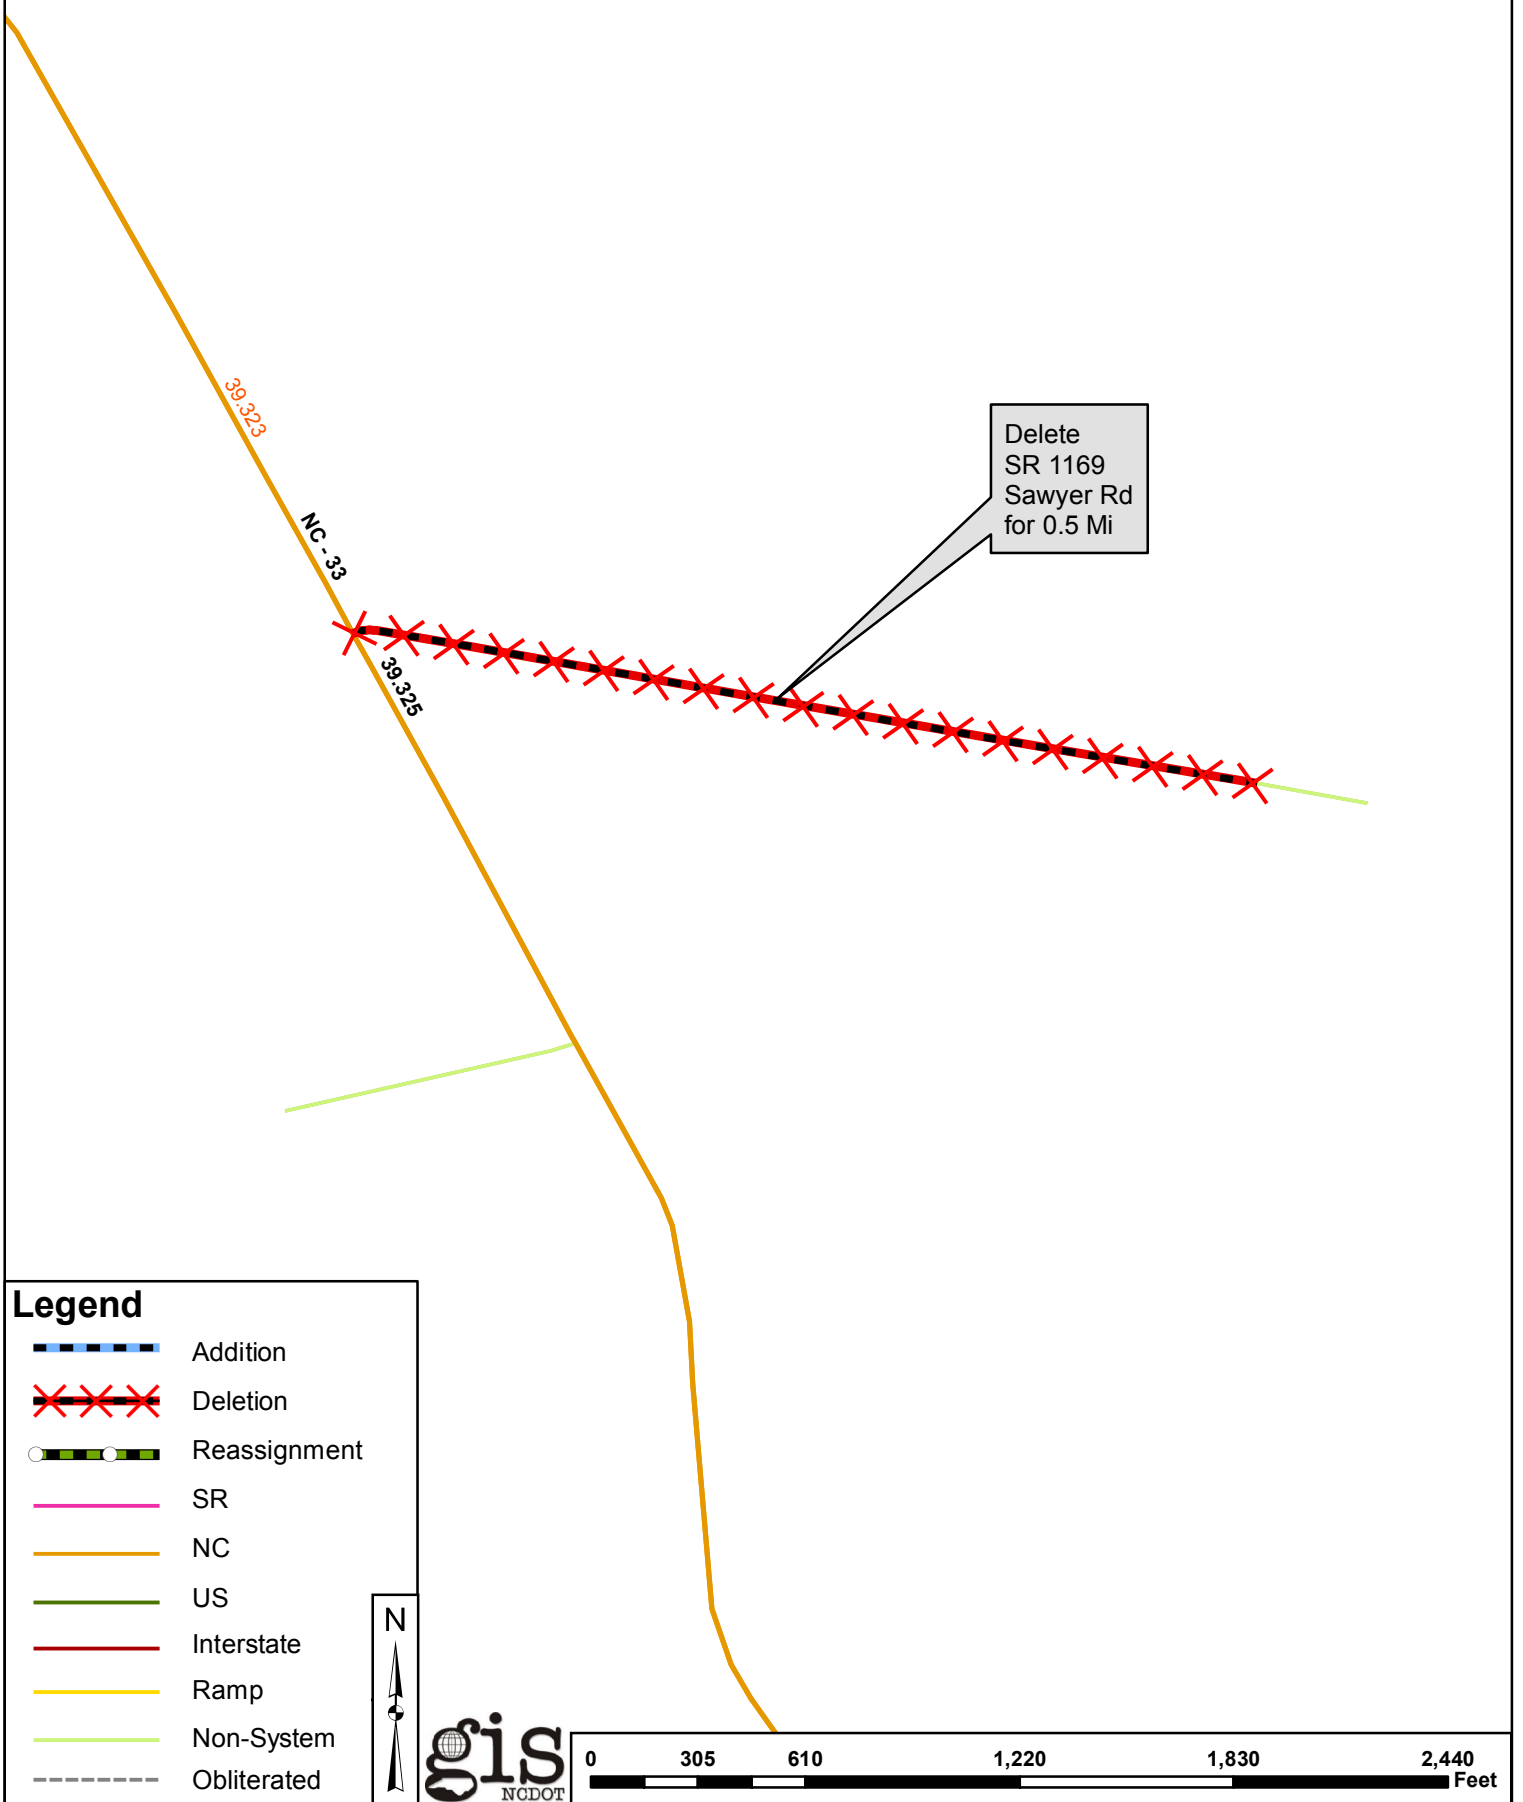 39.323
NC - 33
39.325
Delete
SR 1169
Sawyer Rd
for 0.5 Mi
Legend
Addition
Deletion
Reassignment
SR
NC
US
Interstate
Ramp
Non-System
Obliterated
N
gis
NCDOT
0 305 610 1,220 1,830 2,440
Feet